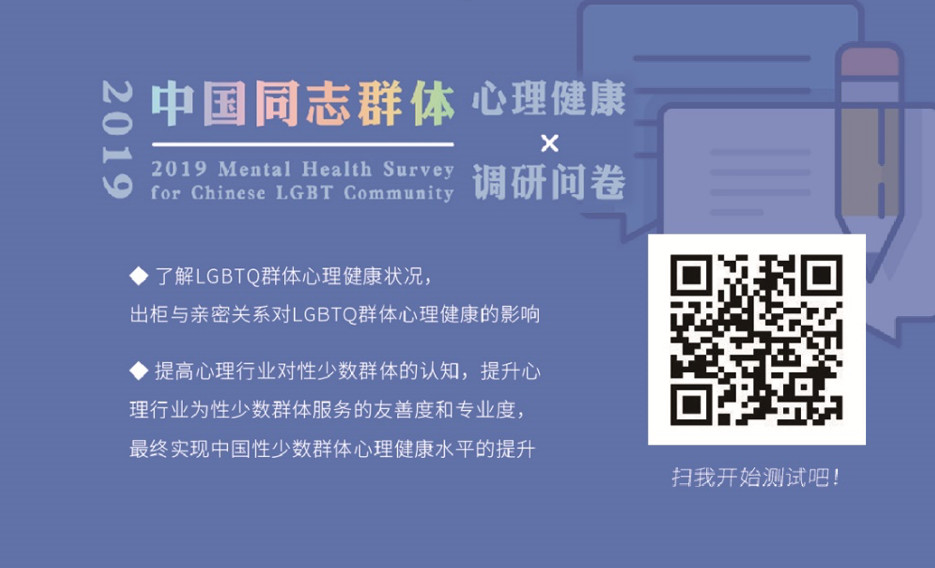 2019
中国同志群体
2019 Mental Health Survey
for Chinese LGBT Community
心理健康
×
调研问卷
◆ 了解LGBTQ群体心理健康状况，
出柜与亲密关系对LGBTQ群体心理健康的影响
◆ 提高心理行业对性少数群体的认知，提升心
理行业为性少数群体服务的友善度和专业度，
最终实现中国性少数群体心理健康水平的提升
扫我开始测试吧！